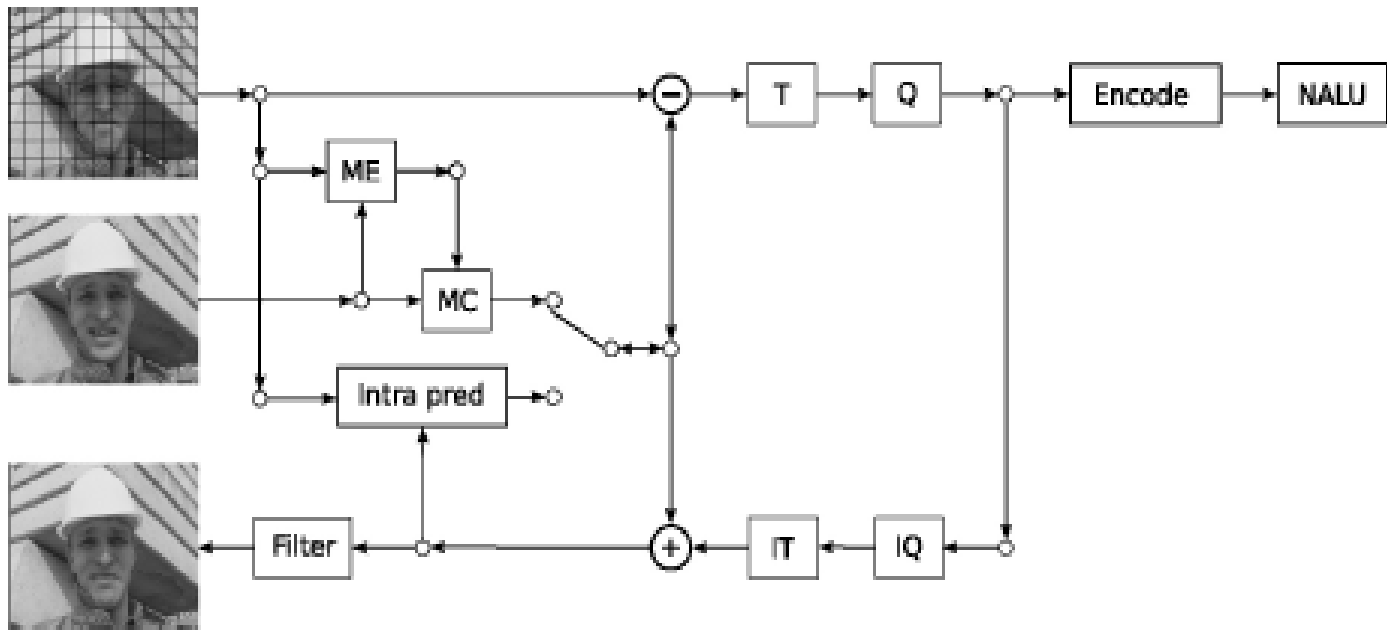 T
Q
Encode
NALU
ME
MC
Intra pred
Filter
+
IT
IQ